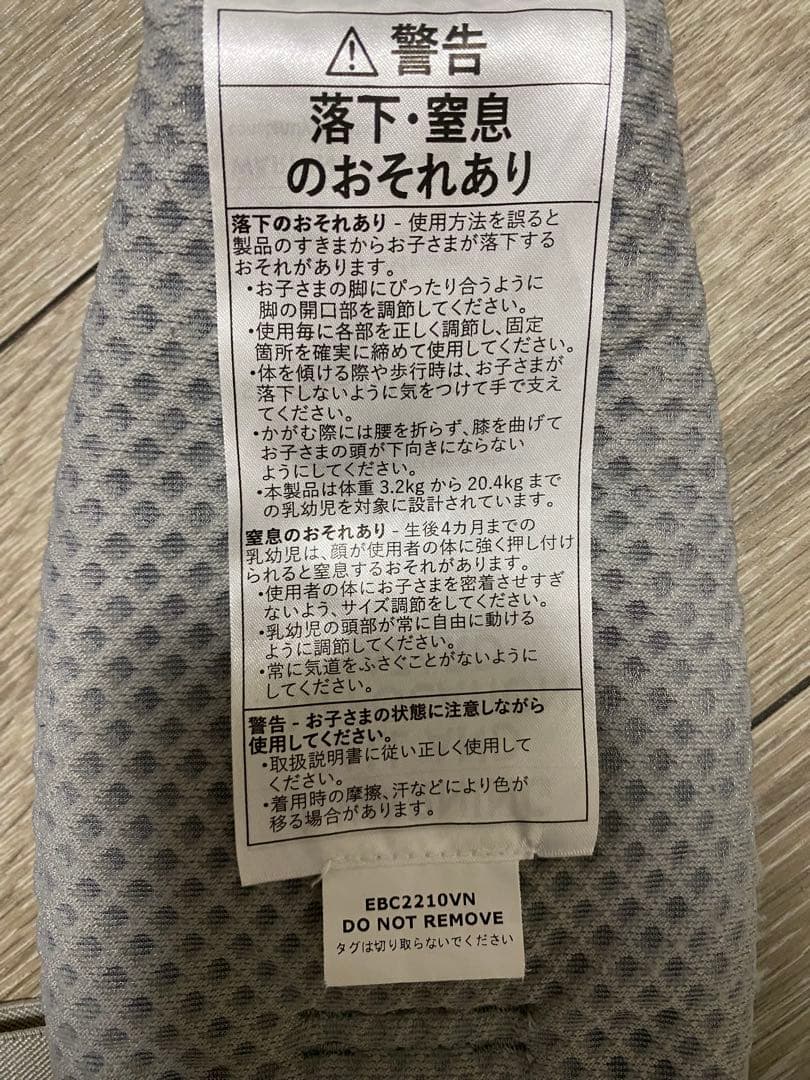 警告
落下・窒息
のおそれあり
落下のおそれあり - 使用方法を誤ると
製品のすきまからお子さまが落下する
おそれがあります。
・お子さまの脚にぴったり合うように
脚の開口部を調節してください。
・使用毎に各部を正しく調節し、固定
箇所を確実に締めて使用してください。
・体を傾ける際や歩行時は、お子さまが
落下しないように気をつけて手で支え
てください。
・かがむ際には腰を折らず、膝を曲げて
お子さまの頭が下向きにならない
ようにしてください。
・本製品は体重 3.2kg から 20.4kg まで
の乳幼児を対象に設計されています。
窒息のおそれあり - 生後4カ月までの
乳幼児は、顔が使用者の体に強く押し付け
られると窒息するおそれがあります。
・使用者の体にお子さまを密着させすぎ
ないよう、サイズ調節をしてください。
・乳幼児の頭部が常に自由に動ける
ように調節してください。
・常に気道をふさぐことがないように
してください。
警告 - お子さまの状態に注意しながら
使用してください。
・取扱説明書に従い正しく使用して
ください。
・着用時の摩擦、汗などにより色が
移る場合があります。
EBC2210VN
DO NOT REMOVE
タグは切り取らないでください